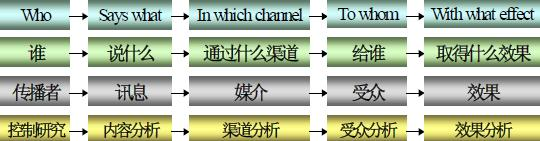 Who Says what In which channel To whom With what effect
谁 说什么 通过什么渠道 给谁 取得什么效果
传播者 讯息 媒介 受众 效果
控制研究 内容分析 渠道分析 受众分析 效果分析